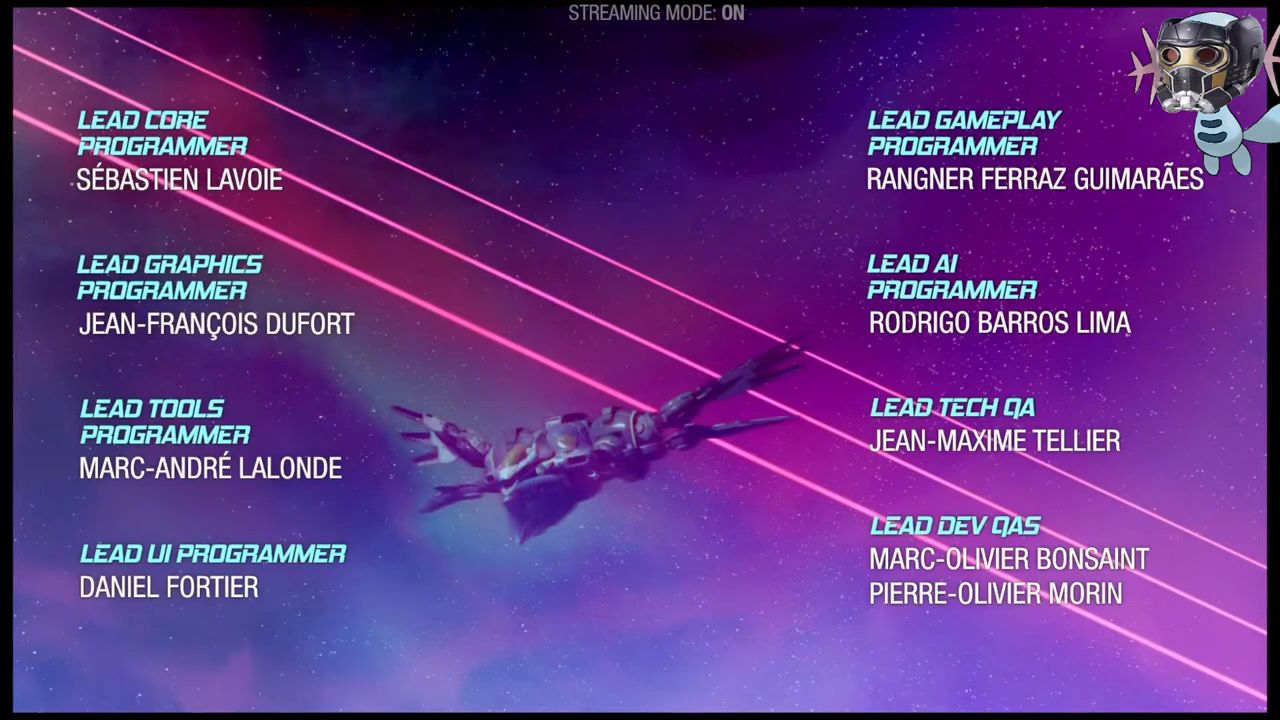 STREAMING MODE: ON
LEAD CORE
PROGRAMMER
SÉBASTIEN LAVOIE
LEAD GRAPHICS
PROGRAMMER
JEAN-FRANÇOIS DUFORT
LEAD TOOLS
PROGRAMMER
MARC-ANDRÉ LALONDE
LEAD UI PROGRAMMER
DANIEL FORTIER
LEAD GAMEPLAY
PROGRAMMER
RANGNER FERRAZ GUIMARÃES
LEAD AI
PROGRAMMER
RODRIGO BARROS LIMA
LEAD TECH QA
JEAN-MAXIME TELLIER
LEAD DEV QAS
MARC-OLIVIER BONSAINT
PIERRE-OLIVIER MORIN